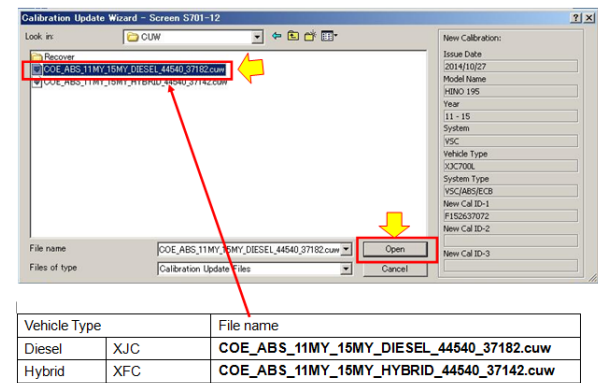 Calibration Update Wizard - Screen S701-12
Look in:
CUW
Recover
COE_ABS_11MY_15MY_DIESEL_44540_37182.cuw
COE_ABS_11MY_15MY_HYBRID_44540_37142.cuw
File name
COE_ABS_11MY_15MY_DIESEL_44540_37182.cuw
Open
Files of type
Calibration Update Files
Cancel
New Calibration:
Issue Date
2014/10/27
Model Name
HINO 195
Year
11 - 15
System
VSC
Vehicle Type
XJC700L
System Type
VSC/ABS/ECB
New Cal ID-1
F152637072
New Cal ID-2
New Cal ID-3
Vehicle Type File name
Diesel XJC COE_ABS_11MY_15MY_DIESEL_44540_37182.cuw
Hybrid XFC COE_ABS_11MY_15MY_HYBRID_44540_37142.cuw